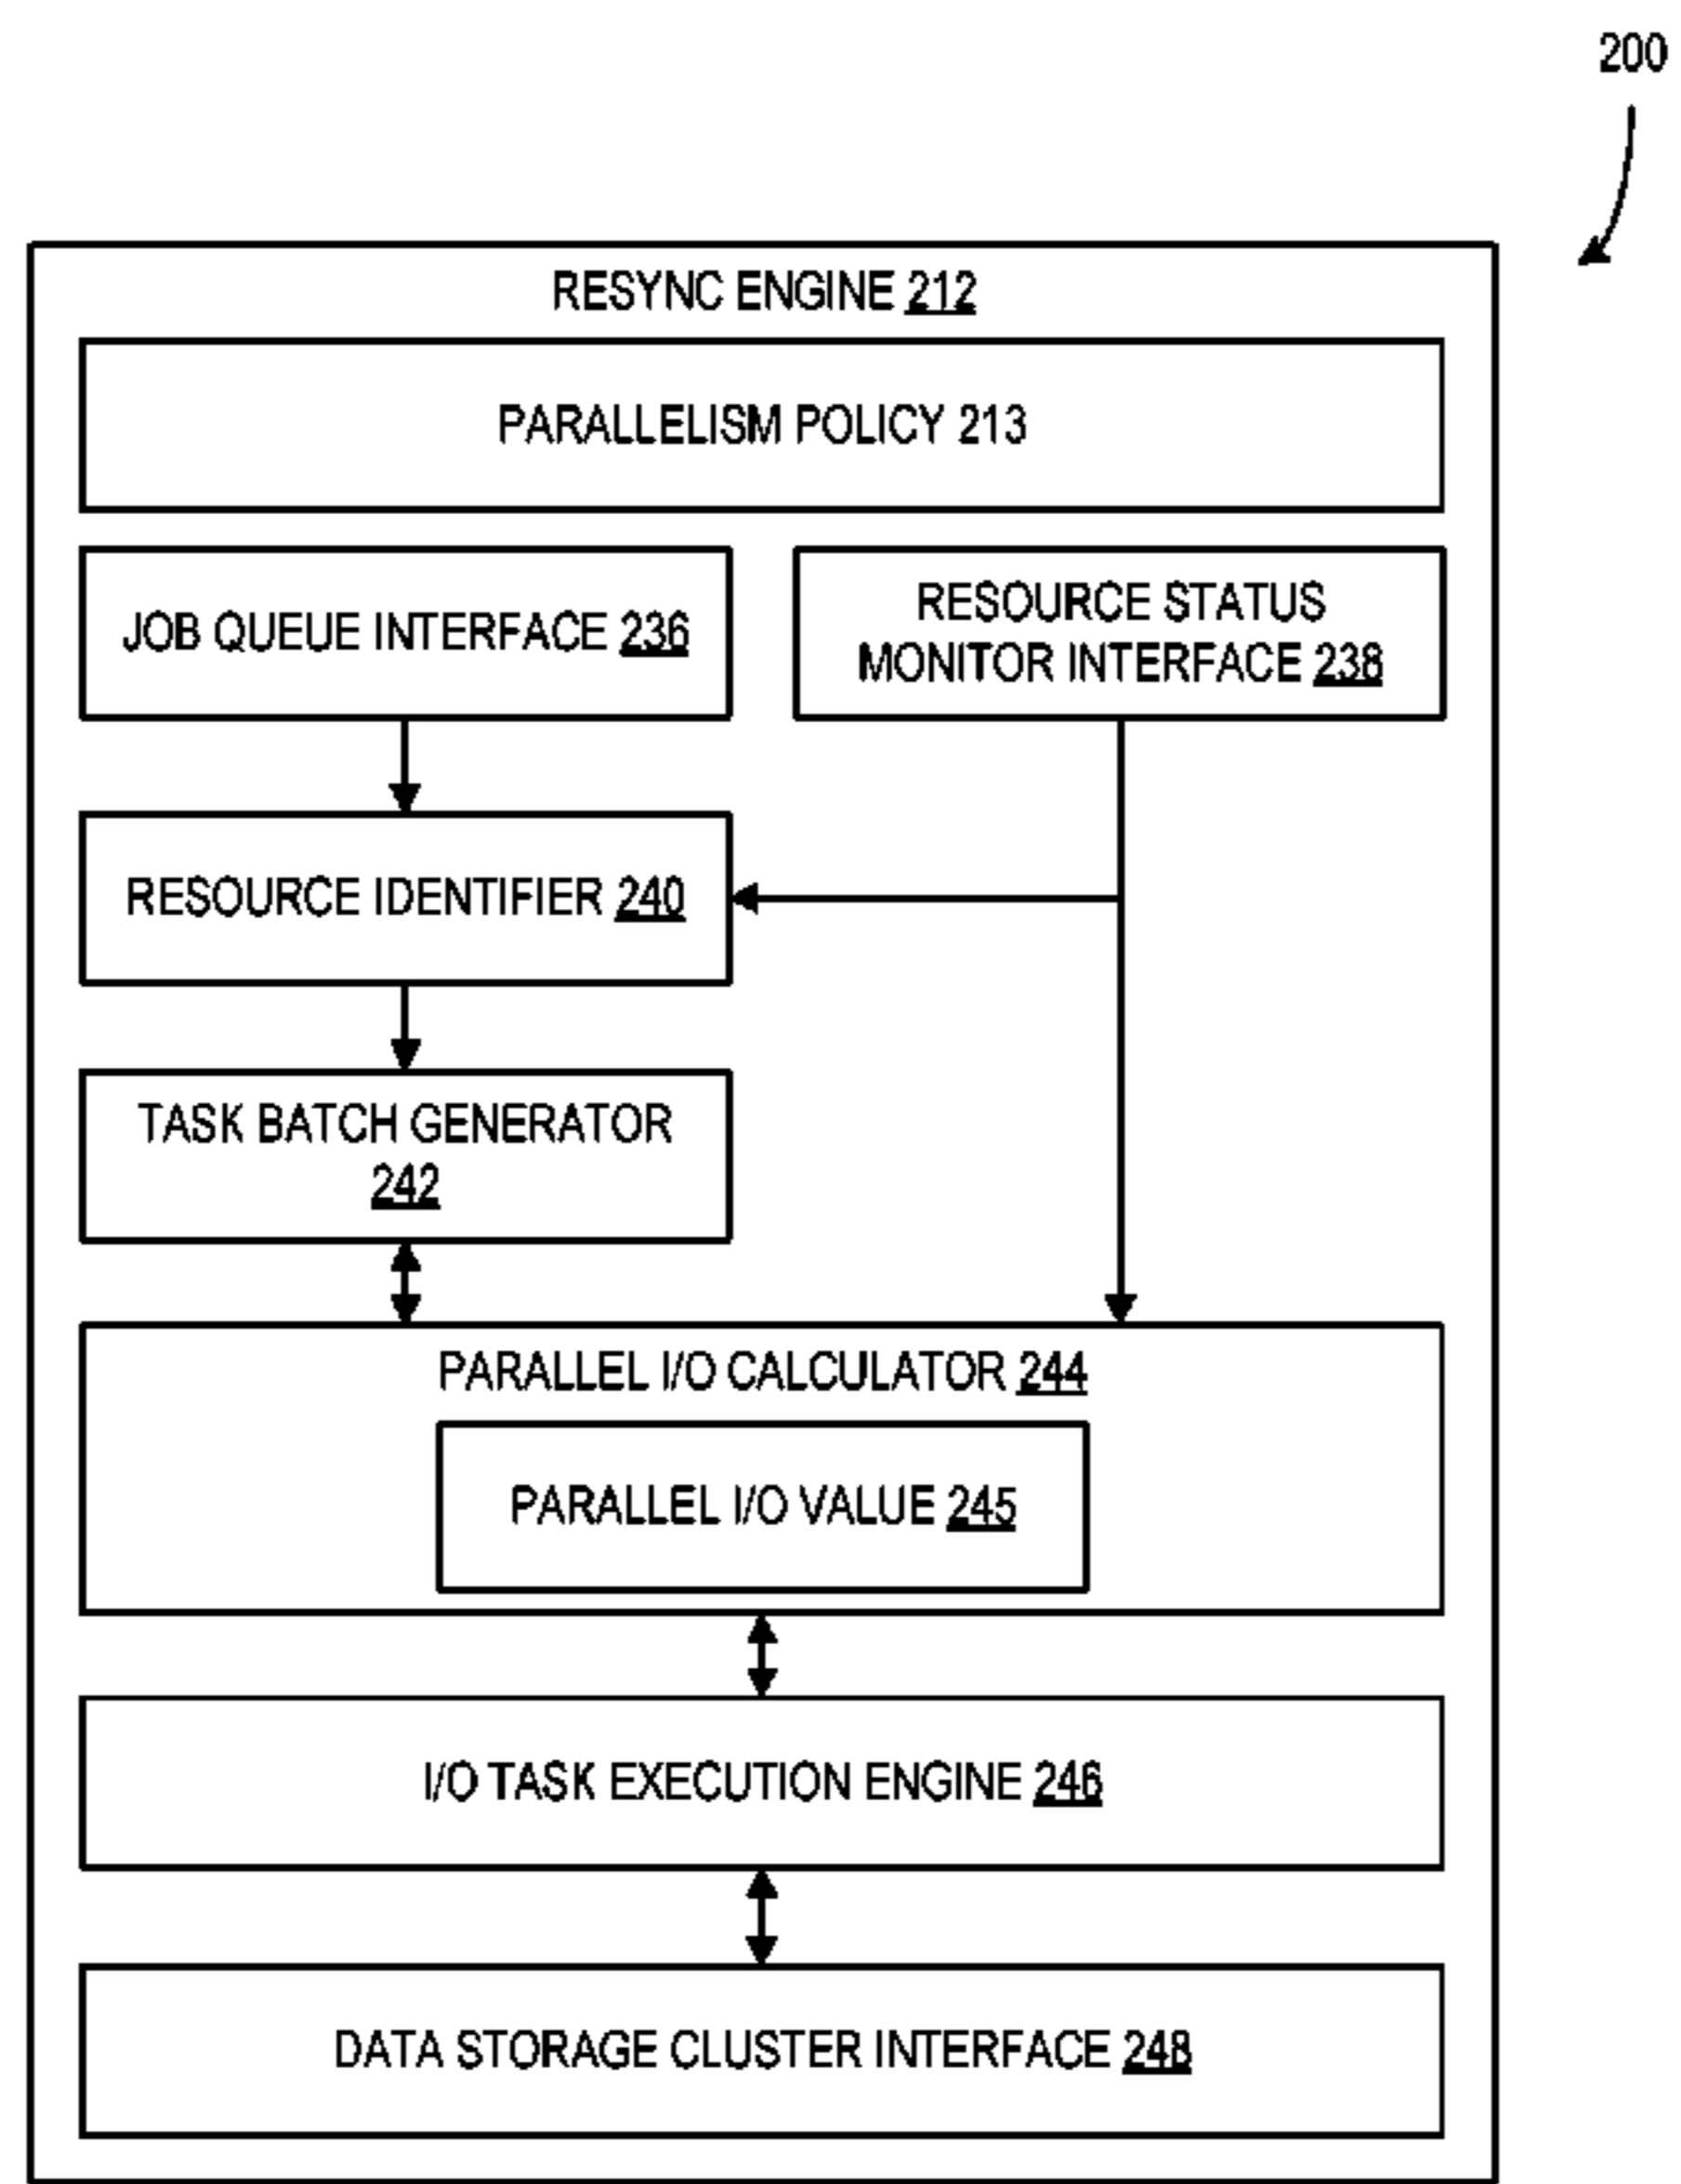 200
RESYNC ENGINE 212
PARALLELISM POLICY 213
JOB QUEUE INTERFACE 236
RESOURCE STATUS
MONITOR INTERFACE 238
RESOURCE IDENTIFIER 240
TASK BATCH GENERATOR
242
PARALLEL I/O CALCULATOR 244
PARALLEL I/O VALUE 245
I/O TASK EXECUTION ENGINE 246
DATA STORAGE CLUSTER INTERFACE 248